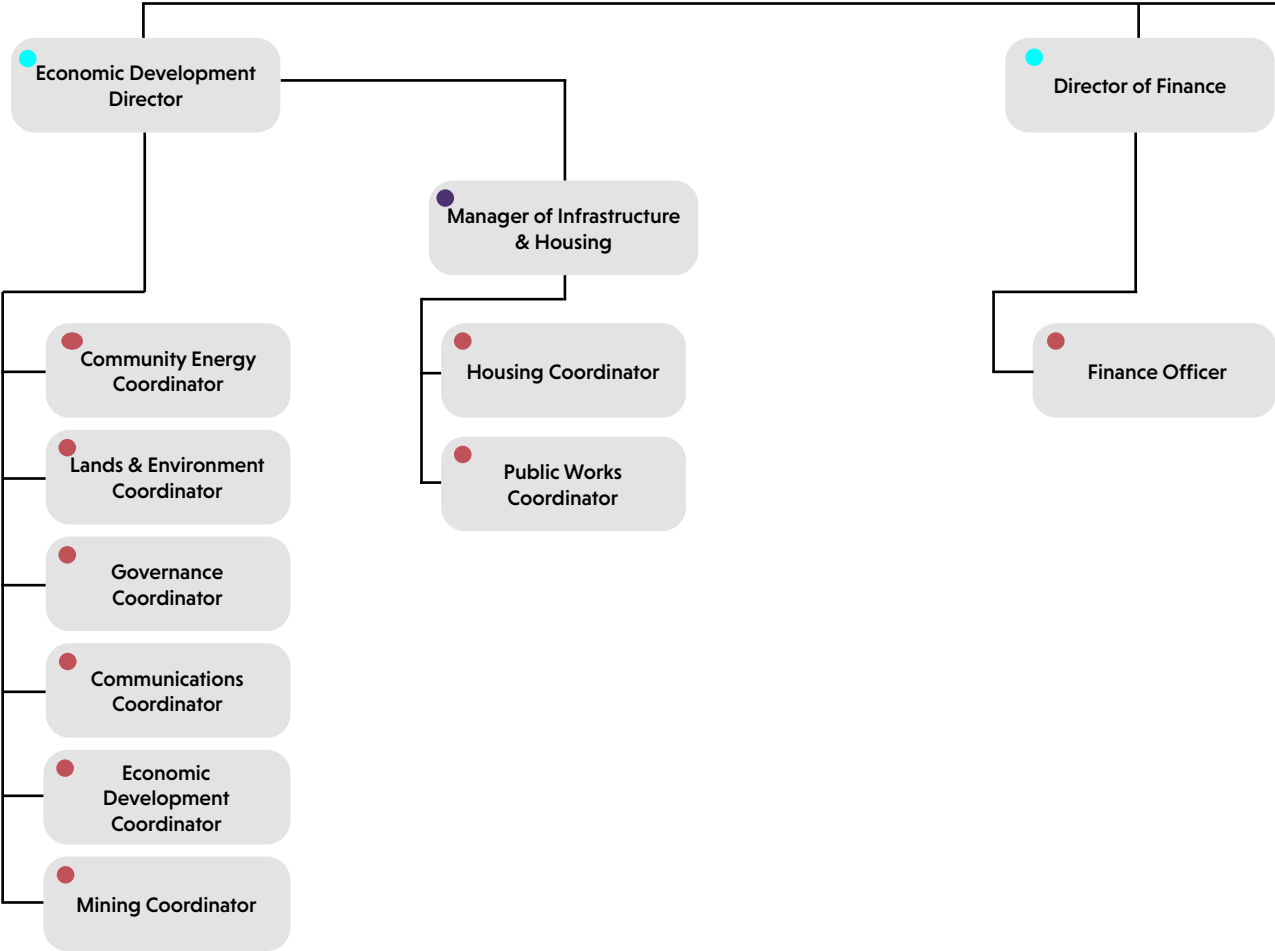 Economic Development
Director
Director of Finance
Manager of Infrastructure
& Housing
Community Energy
Coordinator
Housing Coordinator
Finance Officer
Lands & Environment
Coordinator
Public Works
Coordinator
Governance
Coordinator
Communications
Coordinator
Economic
Development
Coordinator
Mining Coordinator